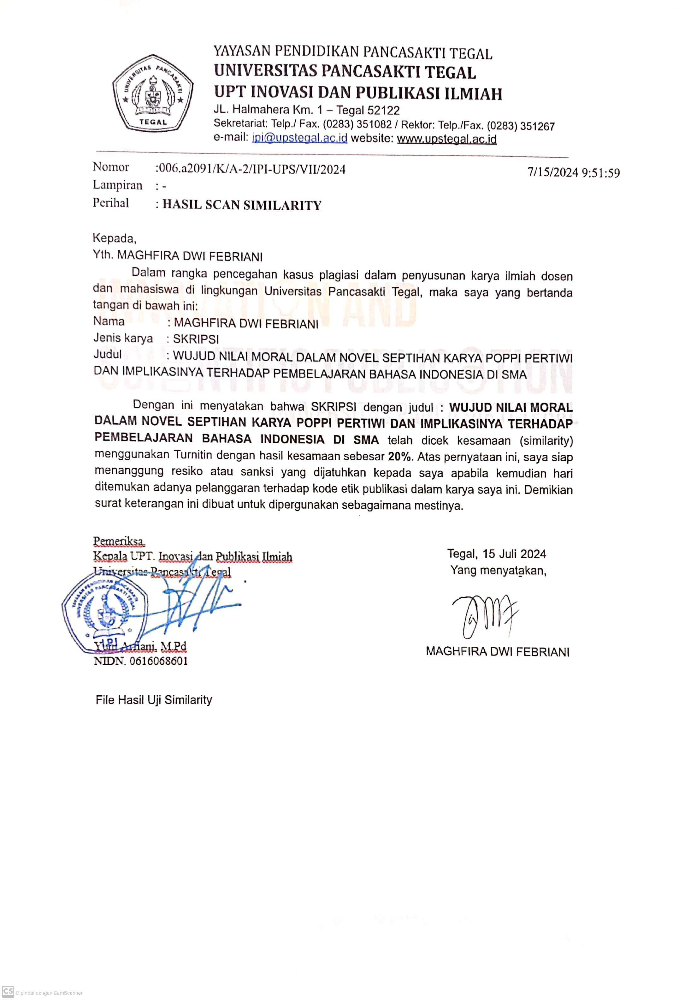 YAYASAN PENDIDIKAN PANCASAKTI TEGAL
UNIVERSITAS PANCASAKTI TEGAL
UPT INOVASI DAN PUBLIKASI ILMIAH
JL. Halmahera Km. 1 – Tegal 52122
Sekretariat: Telp./ Fax. (0283) 351082 / Rektor: Telp./Fax. (0283) 351267
e-mail: ipi@upstegal.ac.id website: www.upstegal.ac.id
UNIVERSITAS PANCASAKTI
TEGAL
Nomor :006.a2091/K/A-2/IPI-UPS/VII/2024 7/15/2024 9:51:59
Lampiran : -
Perihal : HASIL SCAN SIMILARITY
Kepada,
Yth. MAGHFIRA DWI FEBRIANI
Dalam rangka pencegahan kasus plagiasi dalam penyusunan karya ilmiah dosen
dan mahasiswa di lingkungan Universitas Pancasakti Tegal, maka saya yang bertanda
tangan di bawah ini:
Nama : MAGHFIRA DWI FEBRIANI
Jenis karya : SKRIPSI
Judul : WUJUD NILAI MORAL DALAM NOVEL SEPTIHAN KARYA POPPI PERTIWI
DAN IMPLIKASINYA TERHADAP PEMBELAJARAN BAHASA INDONESIA DI SMA
INNOVATION AND
SCIENTIFIC PUBLICATION
Dengan ini menyatakan bahwa SKRIPSI dengan judul : WUJUD NILAI MORAL
DALAM NOVEL SEPTIHAN KARYA POPPI PERTIWI DAN IMPLIKASINYA TERHADAP
PEMBELAJARAN BAHASA INDONESIA DI SMA telah dicek kesamaan (similarity)
menggunakan Turnitin dengan hasil kesamaan sebesar 20%. Atas pernyataan ini, saya siap
menanggung resiko atau sanksi yang dijatuhkan kepada saya apabila kemudian hari
ditemukan adanya pelanggaran terhadap kode etik publikasi dalam karya saya ini. Demikian
surat keterangan ini dibuat untuk dipergunakan sebagaimana mestinya.
Pemeriksa
Kepala UPT. Inovasi dan Publikasi Ilmiah
Universitas Pancasakti Tegal
YAYASAN PENDIDIKAN PANCASAKTI
UNIVERSITAS PANCASAKTI TEGAL
IPI
M.Pd
NIDN. 0616068601
Tegal, 15 Juli 2024
Yang menyatakan,
MAGHFIRA DWI FEBRIANI
File Hasil Uji Similarity
CS Dipindai dengan CamScanner